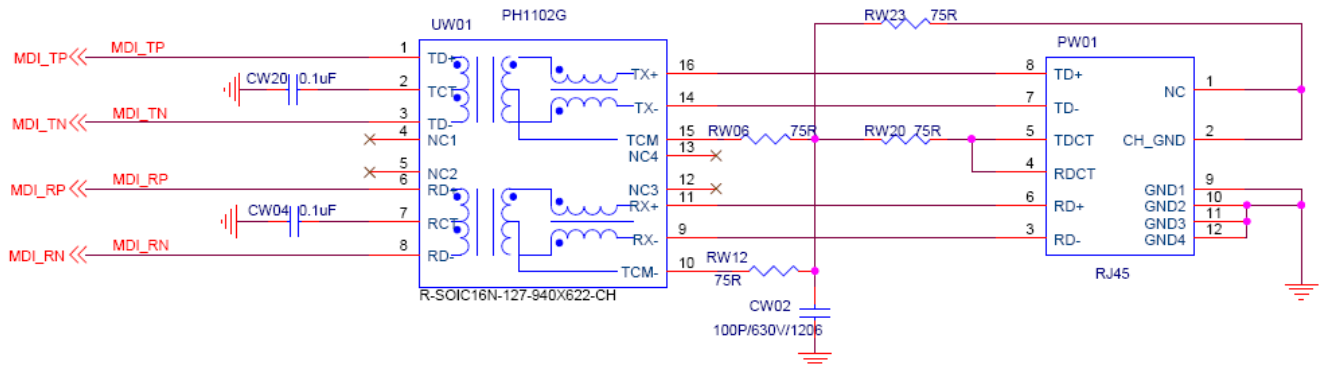 RW23 75R
UW01 PH1102G
PW01
MDI_TP MDI_TP 1 TD+ TX+ 16 8 TD+ NC 1
CW20 0.1uF 2 TCT TX- 14 7 TD-
MDI_TN MDI_TN 3 TD- TCM 15 RW06 75R RW20 75R 5 TDCT CH_GND 2
4 NC1 NC4 13
5 NC2 4 RDCT
MDI_RP MDI_RP 6 RD+ NC3 12 GND1 9
RX+ 11 6 RD+ GND2 10
CW04 0.1uF 7 RCT GND3 11
MDI_RN MDI_RN 8 RD- RX- 9 3 RD- GND4 12
TCM- 10 RW12 75R
RJ45
R-SOIC16N-127-940X622-CH
CW02
100P/630V/1206